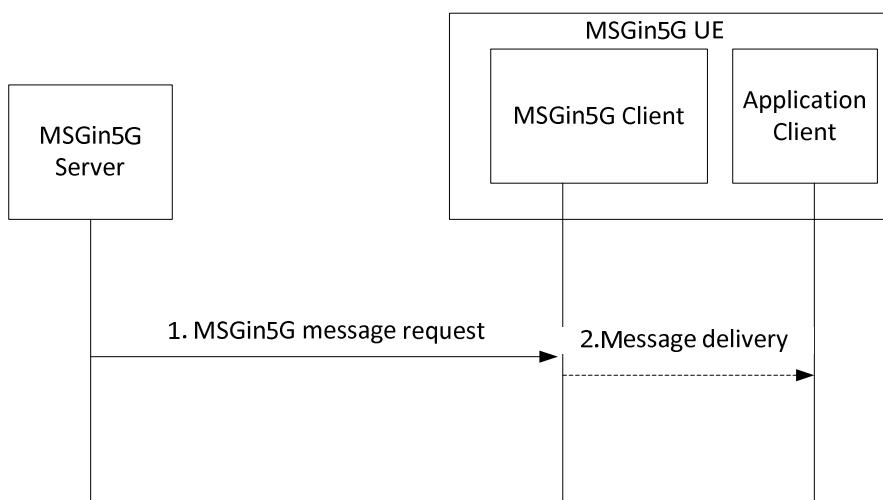 MSGin5G UE
MSGin5G
Server
MSGin5G Client
Application
Client
1. MSGin5G message request
2.Message delivery